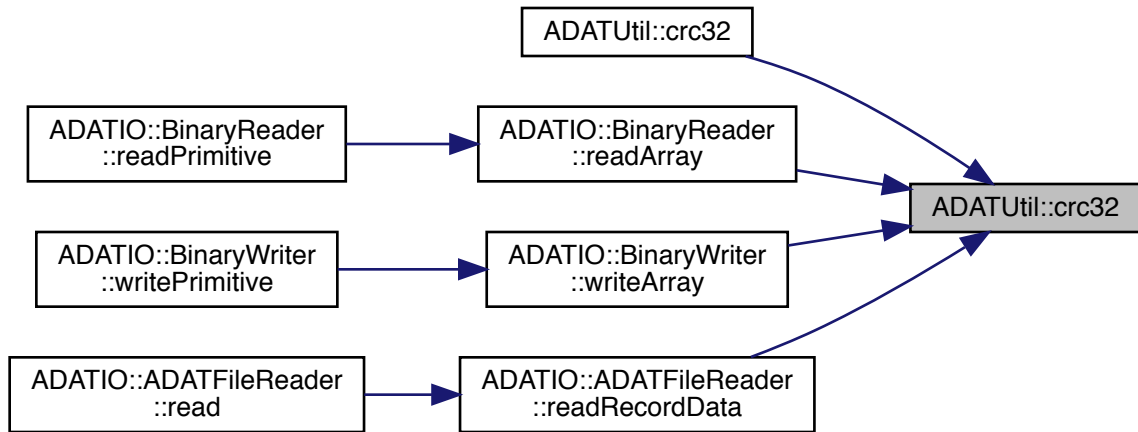 ADATUtil::crc32
ADATIO::BinaryReader
::readPrimitive
ADATIO::BinaryReader
::readArray
ADATUtil::crc32
ADATIO::BinaryWriter
::writePrimitive
ADATIO::BinaryWriter
::writeArray
ADATIO::ADATFileReader
::read
ADATIO::ADATFileReader
::readRecordData